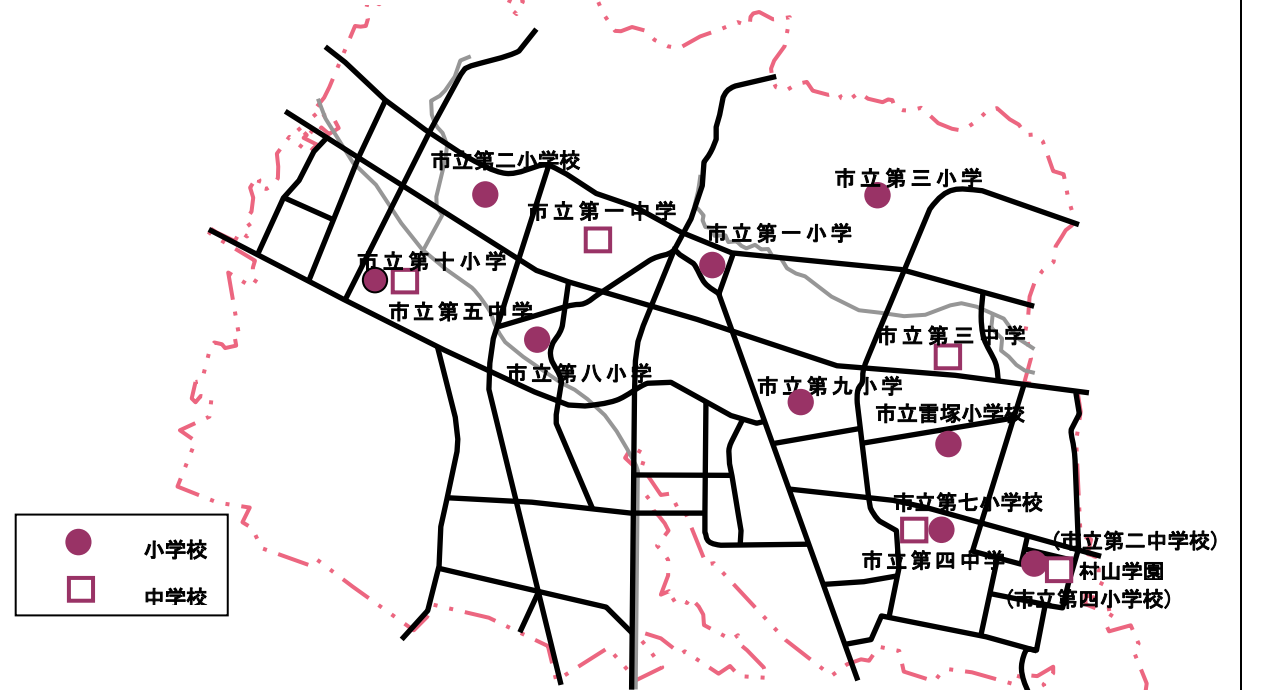 市立第二小学校
市立第三小学
市立第一中学
市立第一小学
市立第十小学
市立第五中学
市立第三中学
市立第八小学
市立第九小学
市立雷塚小学校
市立第七小学校
(市立第二中学校)
小学校
市立第四中学
村山学園
中学校
(市立第四小学校)